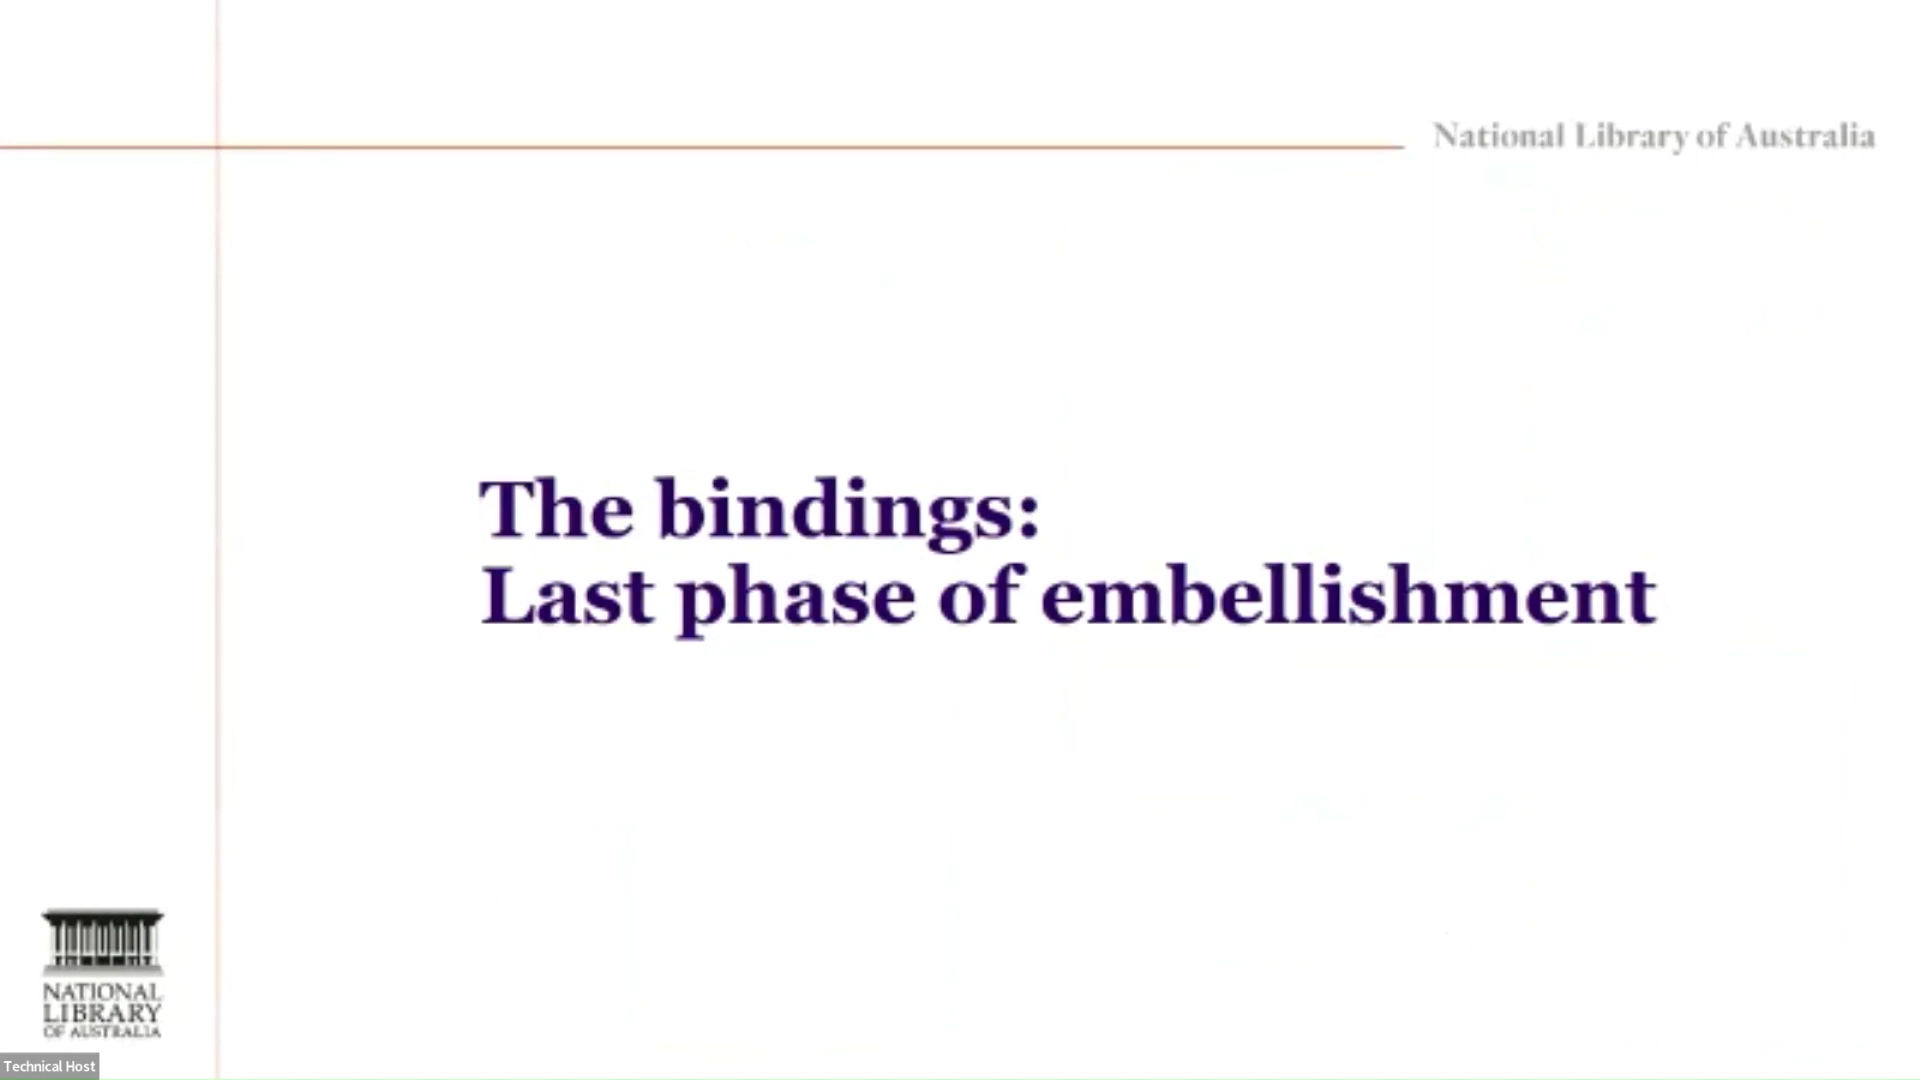 National Library of Australia
The bindings:
Last phase of embellishment
NATIONAL
LIBRARY
OF AUSTRALIA
Technical Host